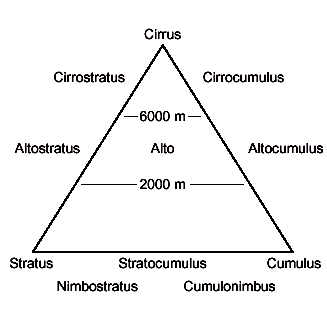 Cirrus
Cirrostratus Cirrocumulus
6000 m
Altostratus Alto Altocumulus
2000 m
Stratus Stratocumulus Cumulus
Nimbostratus Cumulonimbus